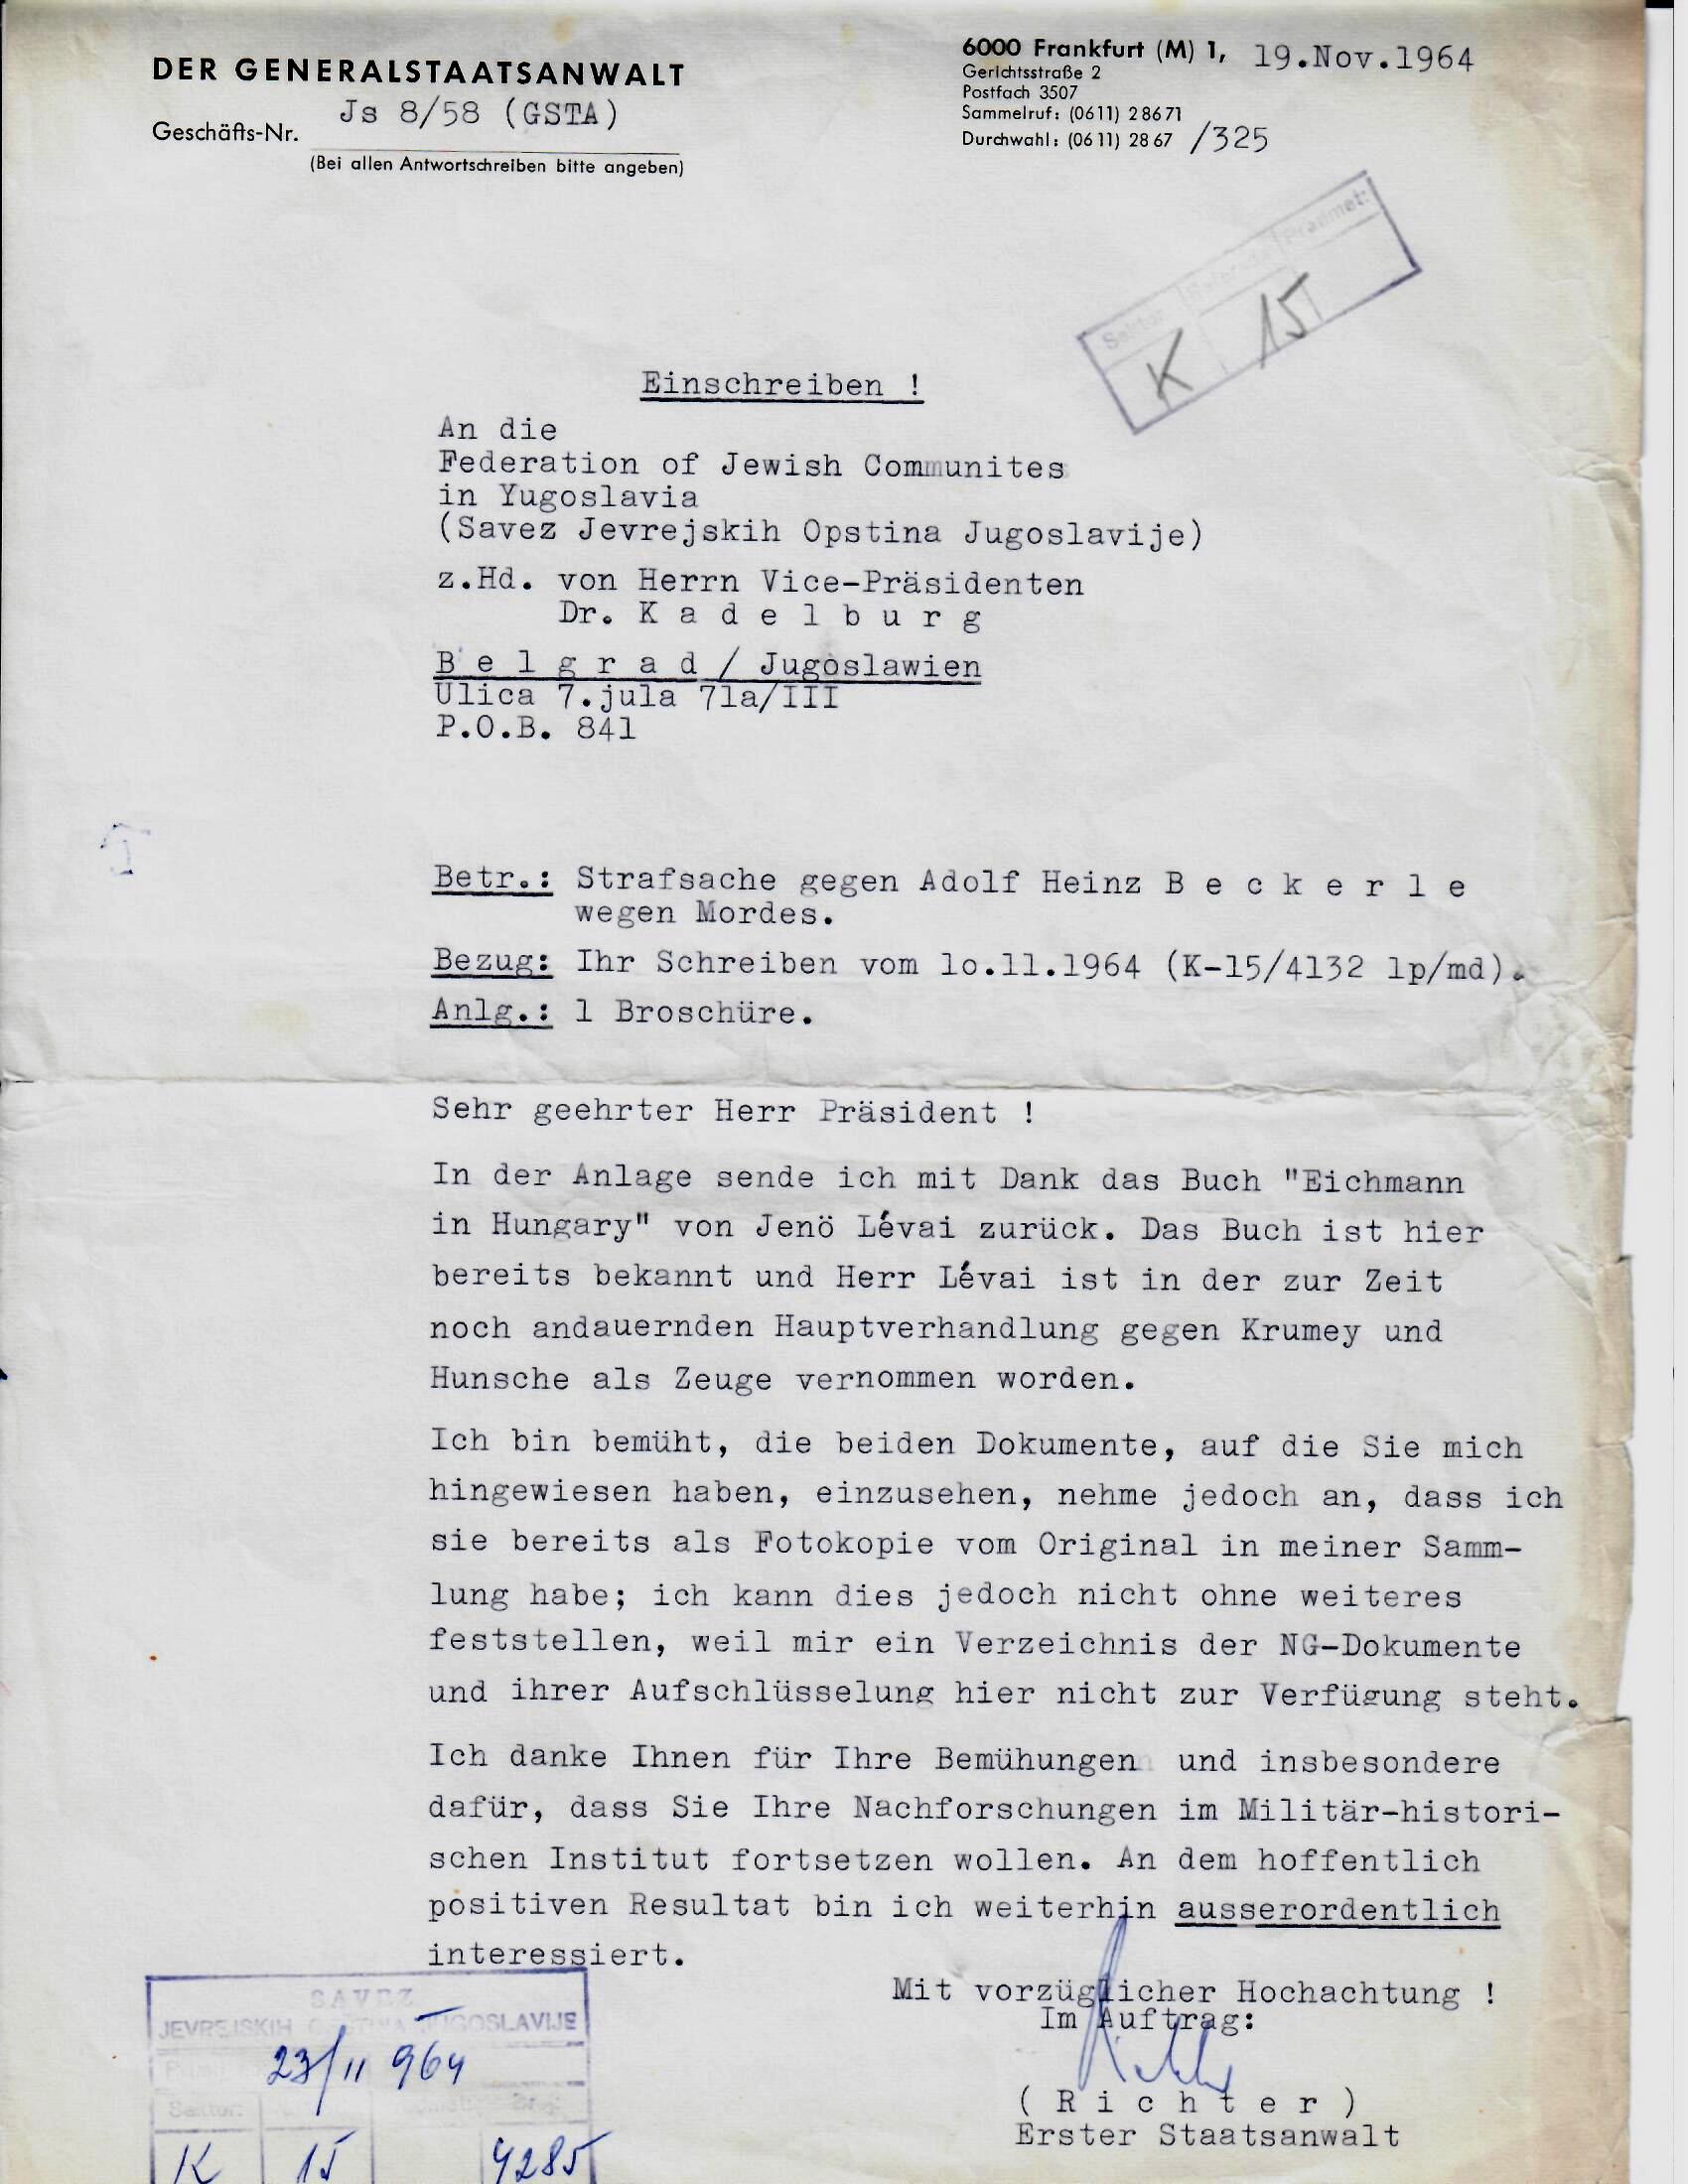 DER GENERALSTAATSANWALT
Js 8/58 (GSTA)
Geschäfts-Nr.
(Bei allen Antwortschreiben bitte angeben)
6000 Frankfurt (M) 1, 19.Nov.1964
Gerichtsstraße 2
Postfach 3507
Sammelruf: (0611) 28671
Durchwahl: (0611) 2867 /325
Sektor: Predmet:
K 15
Einschreiben !
An die
Federation of Jewish Communites
in Yugoslavia
(Savez Jevrejskih Opstina Jugoslavije)
z.Hd. von Herrn Vice-Präsidenten
Dr. K a d e l b u r g
B e l g r a d / Jugoslawien
Ulica 7.jula 71a/III
P.O.B. 841
Betr.: Strafsache gegen Adolf Heinz B e c k e r l e
wegen Mordes.
Bezug: Ihr Schreiben vom lo.11.1964 (K-15/4132 lp/md).
Anlg.: 1 Broschüre.
Sehr geehrter Herr Präsident !
In der Anlage sende ich mit Dank das Buch "Eichmann
in Hungary" von Jenö Lévai zurück. Das Buch ist hier
bereits bekannt und Herr Lévai ist in der zur Zeit
noch andauernden Hauptverhandlung gegen Krumey und
Hunsche als Zeuge vernommen worden.
Ich bin bemüht, die beiden Dokumente, auf die Sie mich
hingewiesen haben, einzusehen, nehme jedoch an, dass ich
sie bereits als Fotokopie vom Original in meiner Samm-
lung habe; ich kann dies jedoch nicht ohne weiteres
feststellen, weil mir ein Verzeichnis der NG-Dokumente
und ihrer Aufschlüsselung hier nicht zur Verfügung steht.
Ich danke Ihnen für Ihre Bemühungen und insbesondere
dafür, dass Sie Ihre Nachforschungen im Militär-histori-
schen Institut fortsetzen wollen. An dem hoffentlich
positiven Resultat bin ich weiterhin ausserordentlich
interessiert.
Mit vorzüglicher Hochachtung !
Im Auftrag:
( R i c h t e r )
Erster Staatsanwalt
SAVEZ
JEVREJSKIH OPŠTINA JUGOSLAVIJE
23/11 964
Sektor:
K 15 4285